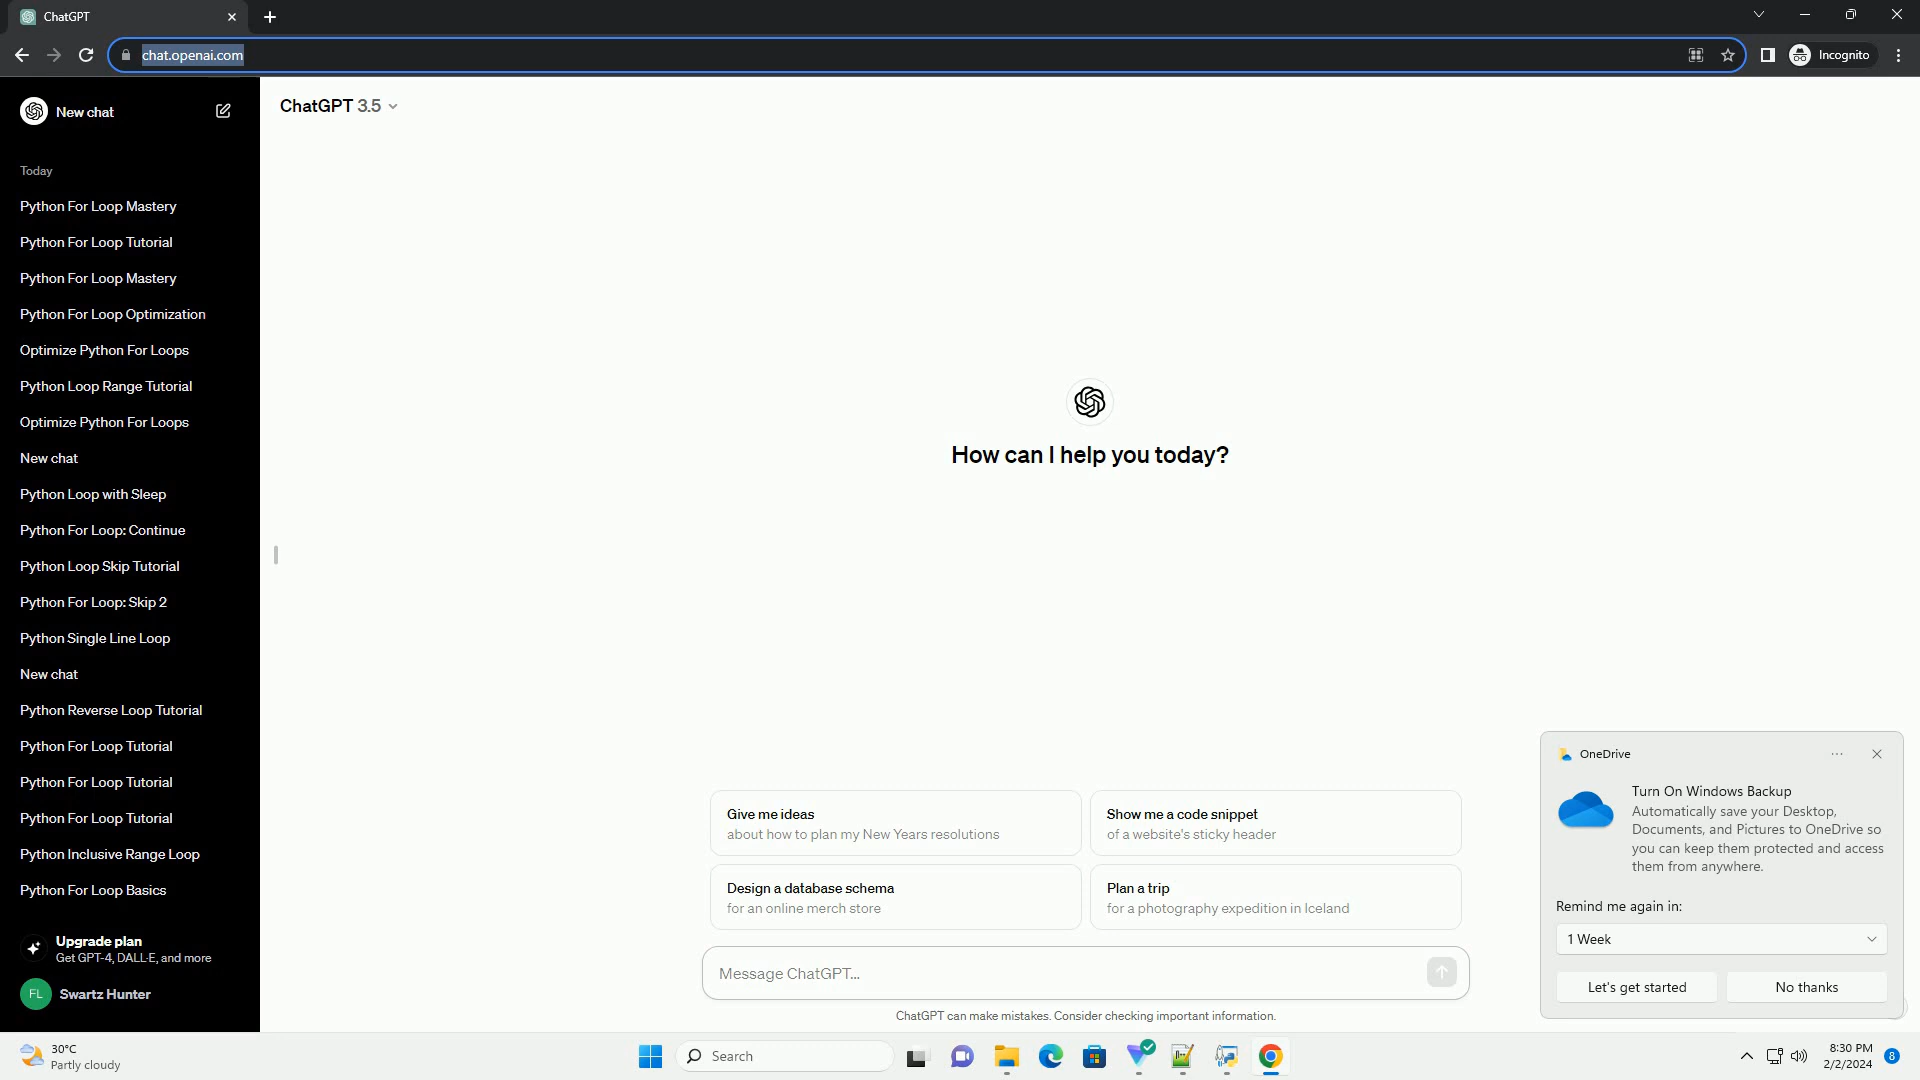 ChatGPT
chat.openai.com
Incognito
New chat
ChatGPT 3.5
Today
Python For Loop Mastery
Python For Loop Tutorial
Python For Loop Mastery
Python For Loop Optimization
Optimize Python For Loops
Python Loop Range Tutorial
Optimize Python For Loops
New chat
Python Loop with Sleep
Python For Loop: Continue
Python Loop Skip Tutorial
Python For Loop: Skip 2
Python Single Line Loop
New chat
Python Reverse Loop Tutorial
Python For Loop Tutorial
Python For Loop Tutorial
Python For Loop Tutorial
Python Inclusive Range Loop
Python For Loop Basics
Upgrade plan
Get GPT-4, DALL·E, and more
FL
Swartz Hunter
How can I help you today?
Give me ideas
about how to plan my New Years resolutions
Show me a code snippet
of a website's sticky header
Design a database schema
for an online merch store
Plan a trip
for a photography expedition in Iceland
Message ChatGPT...
ChatGPT can make mistakes. Consider checking important information.
OneDrive
Turn On Windows Backup
Automatically save your Desktop,
Documents, and Pictures to OneDrive so
you can keep them protected and access
them from anywhere.
Remind me again in:
1 Week
Let's get started
No thanks
30°C
Partly cloudy
Search
8:30 PM
2/2/2024
8